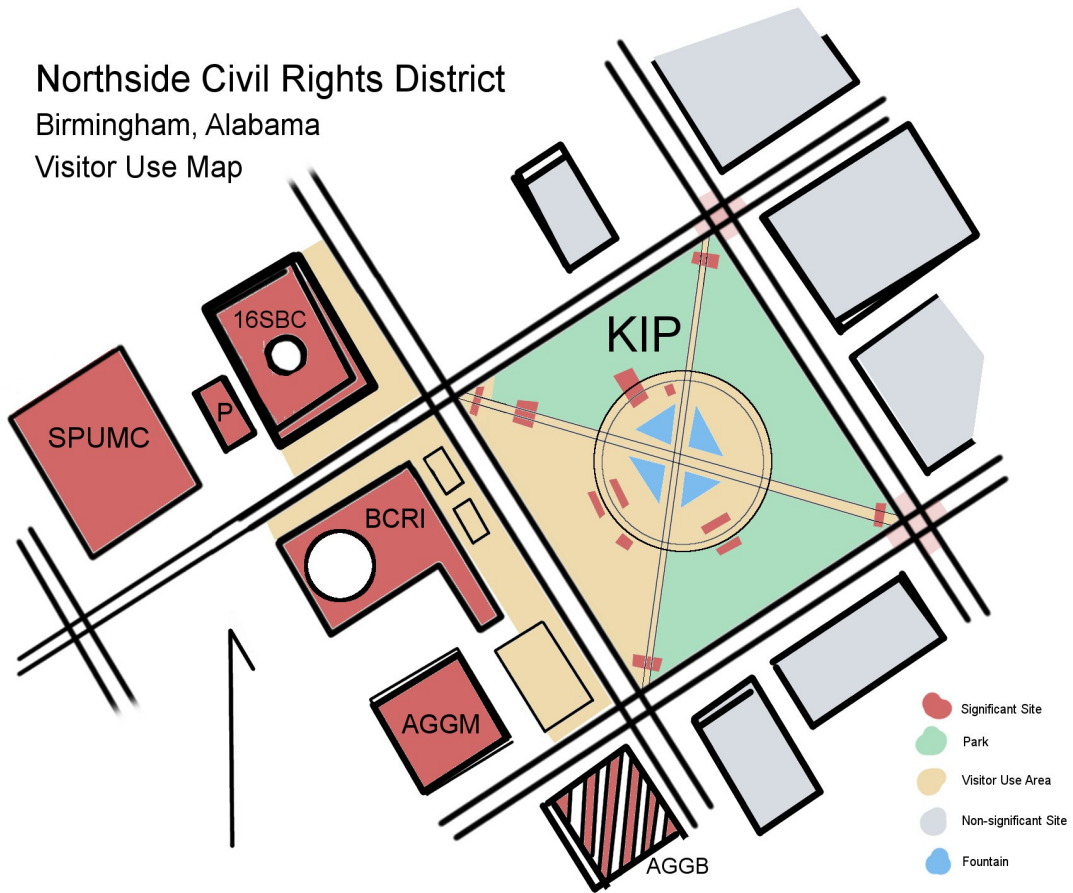 Northside Civil Rights District
Birmingham, Alabama
Visitor Use Map
16SBC
KIP
P
SPUMC
BCRI
AGGM
AGGB
Significant Site
Park
Visitor Use Area
Non-significant Site
Fountain